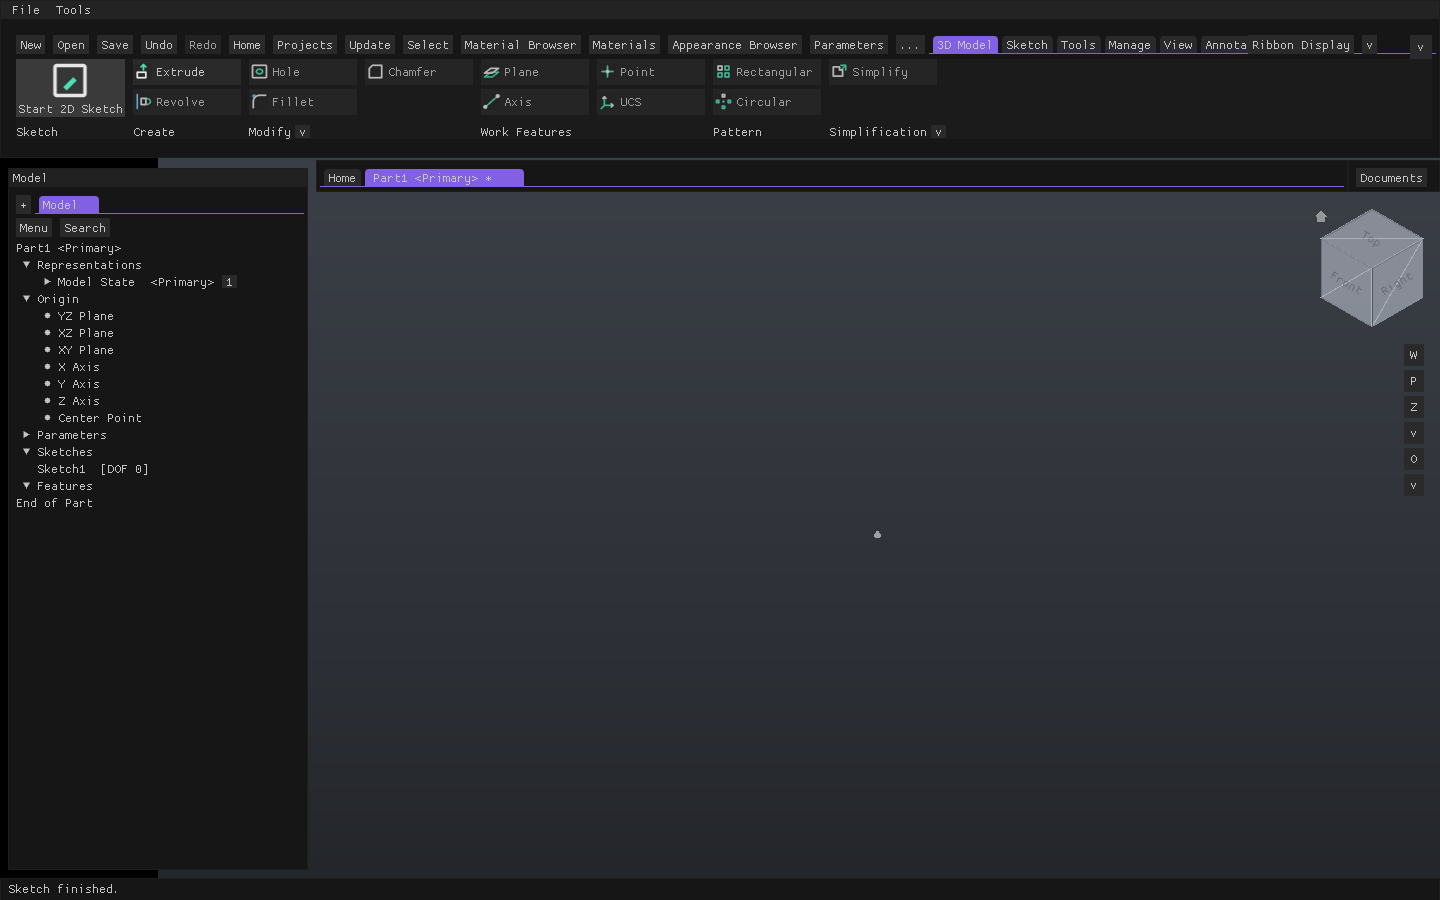 File Tools
New Open Save Undo Redo Home Projects Update Select Material Browser Materials Appearance Browser Parameters ... 3D Model Sketch Tools Manage View Annota Ribbon Display v v
Start 2D Sketch
Extrude Hole Chamfer Plane Point Rectangular Simplify
Revolve Fillet Axis UCS Circular
Sketch Create Modify v Work Features Pattern Simplification v
Model
+ Model
Menu Search
Part1 <Primary>
Representations
Model State <Primary> 1
Origin
YZ Plane
XZ Plane
XY Plane
X Axis
Y Axis
Z Axis
Center Point
Parameters
Sketches
Sketch1 [DOF 0]
Features
End of Part
Home Part1 <Primary> * Documents
Top
Front Right
W
P
Z
v
O
v
Sketch finished.